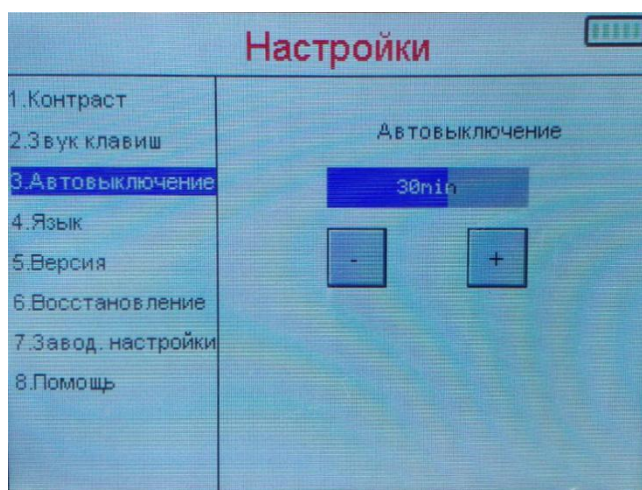 Настройки
1.Контраст
2.Звук клавиш
3.Автовыключение
4.Язык
5.Версия
6.Восстановление
7.Завод. настройки
8.Помощь
Автовыключение
30min
- +